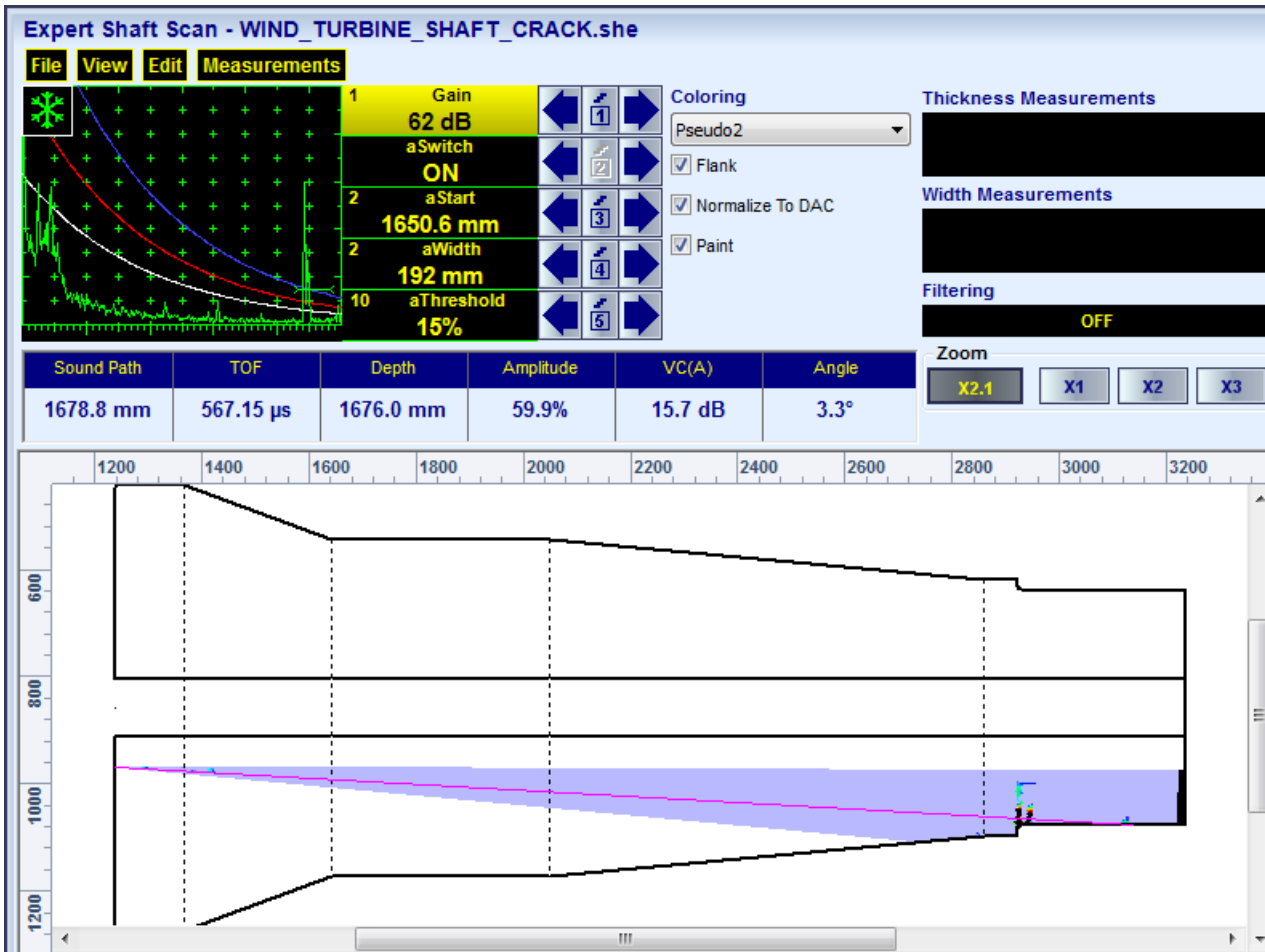 Expert Shaft Scan - WIND_TURBINE_SHAFT_CRACK.she
File View Edit Measurements
1 Gain
62 dB
1
aSwitch
ON
2
2 aStart
1650.6 mm
3
2 aWidth
192 mm
4
10 aThreshold
15%
5
Coloring
Pseudo2
Flank
Normalize To DAC
Paint
Thickness Measurements
Width Measurements
Filtering
OFF
Zoom
X2.1 X1 X2 X3
Sound Path TOF Depth Amplitude VC(A) Angle
1678.8 mm 567.15 µs 1676.0 mm 59.9% 15.7 dB 3.3°
1200 1400 1600 1800 2000 2200 2400 2600 2800 3000 3200
600
800
1000
1200